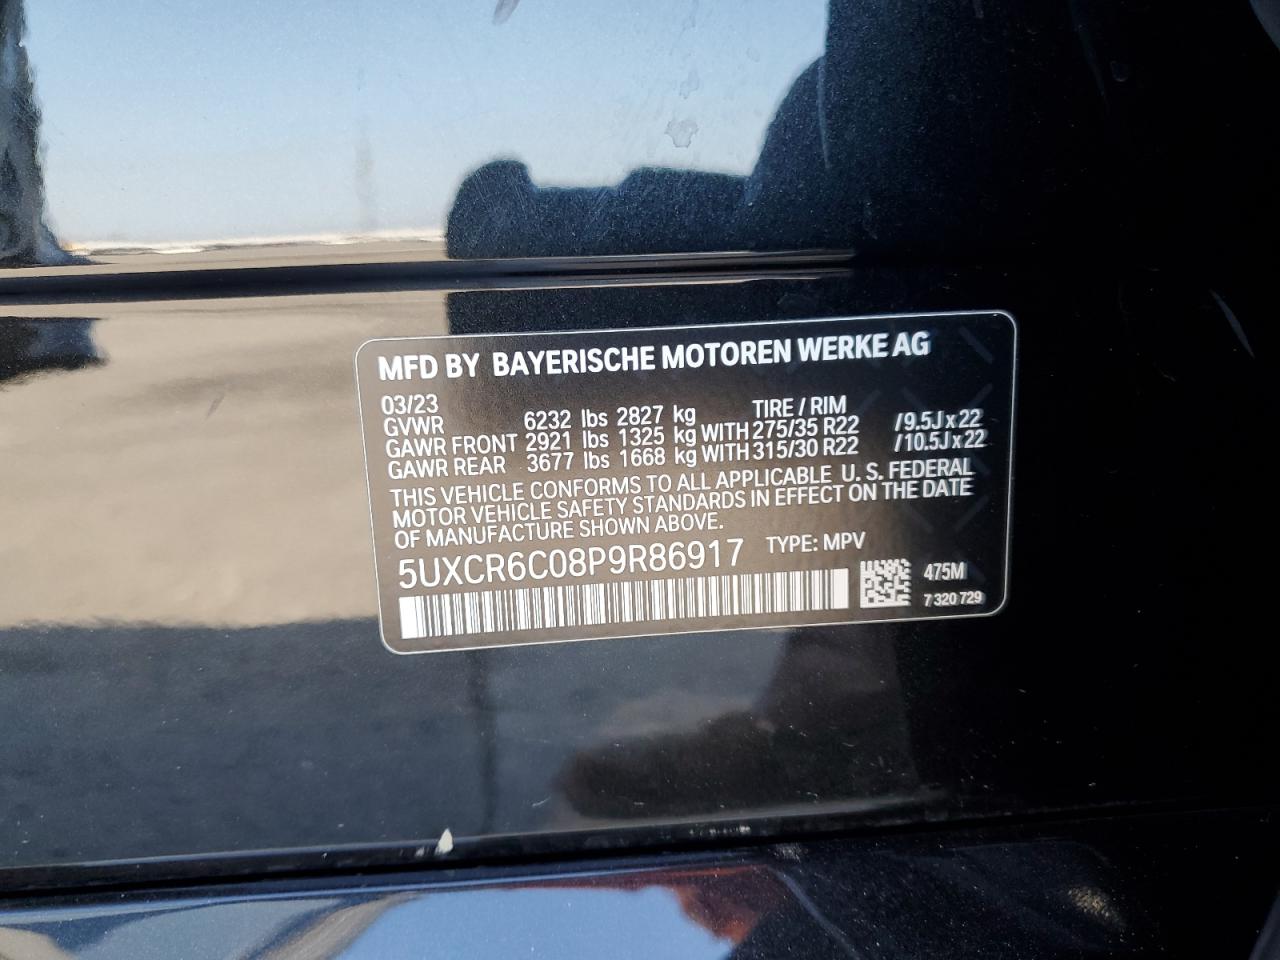 MFD BY BAYERISCHE MOTOREN WERKE AG
03/23 TIRE / RIM
GVWR 6232 lbs 2827 kg
GAWR FRONT 2921 lbs 1325 kg WITH 275/35 R22 /9.5J x 22
GAWR REAR 3677 lbs 1668 kg WITH 315/30 R22 /10.5J x 22
THIS VEHICLE CONFORMS TO ALL APPLICABLE U. S. FEDERAL
MOTOR VEHICLE SAFETY STANDARDS IN EFFECT ON THE DATE
OF MANUFACTURE SHOWN ABOVE.
5UXCR6C08P9R86917 TYPE: MPV
475M
7 320 729